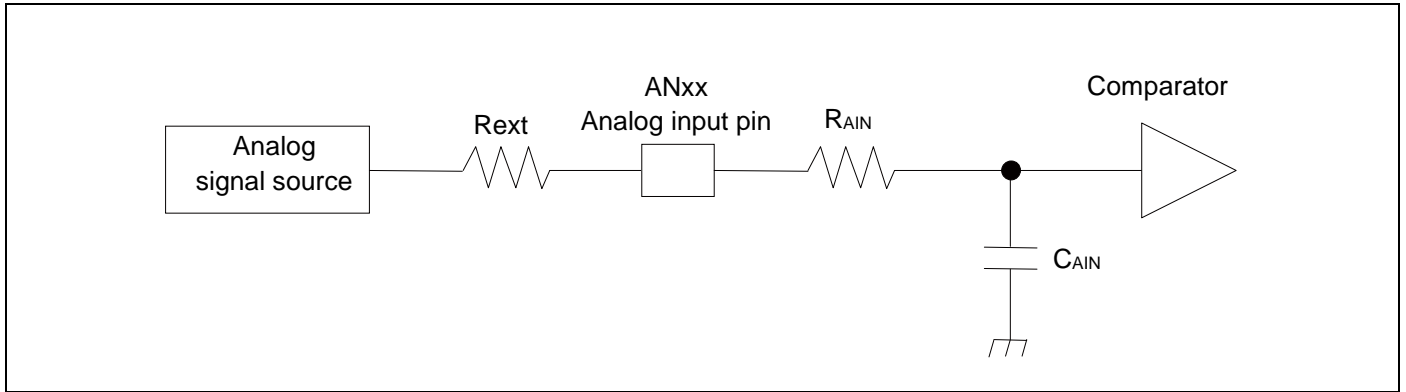 Analog
signal source
Rext
ANxx
Analog input pin
RAIN
Comparator
CAIN